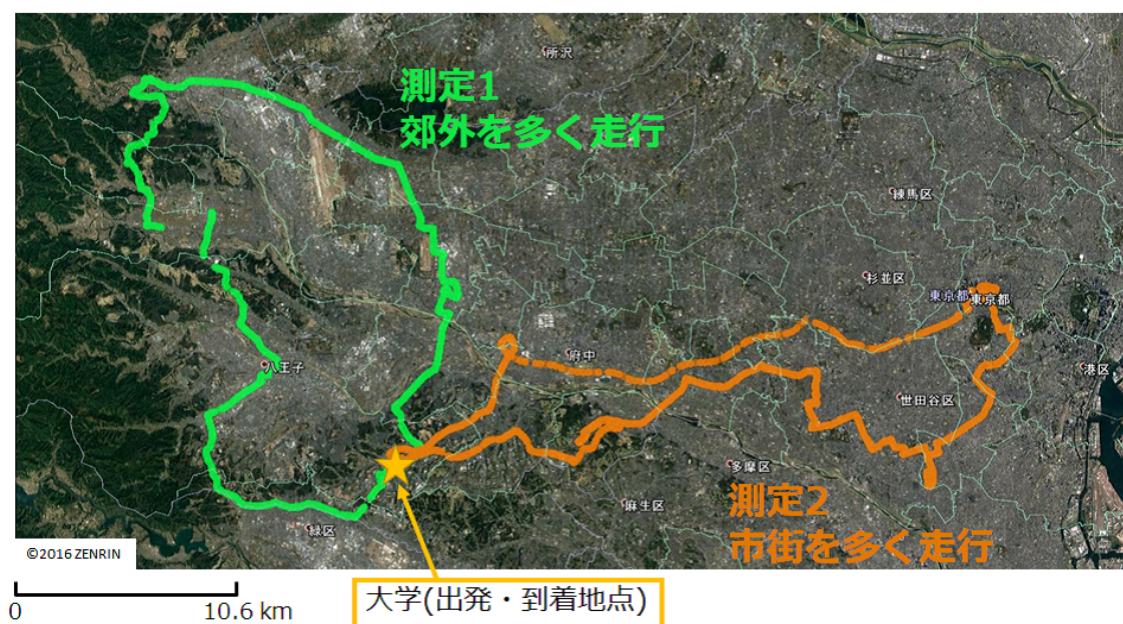 所沢
測定1
郊外を多く走行
練馬区
杉並区
東京都
東京都
府中
港区
八王子
世田谷区
多摩区
測定2
麻生区
緑区
市街を多く走行
©2016 ZENRIN
0
10.6 km
大学(出発・到着地点)